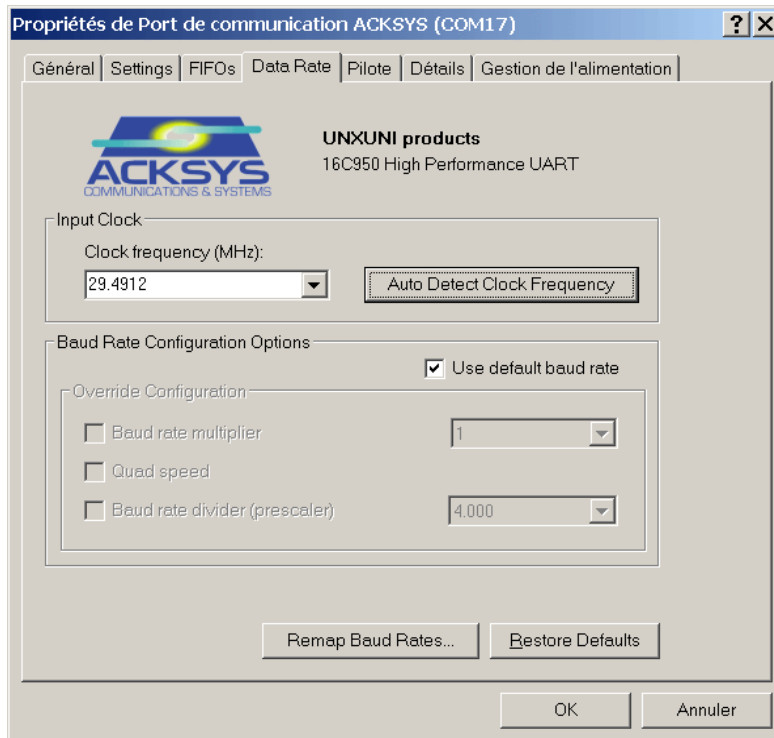 Propriétés de Port de communication ACKSYS (COM17)
Général Settings FIFOs Data Rate Pilote Détails Gestion de l'alimentation
ACKSYS
COMMUNICATIONS & SYSTEMS
UNXUNI products
16C950 High Performance UART
Input Clock
Clock frequency (MHz):
29.4912 Auto Detect Clock Frequency
Baud Rate Configuration Options
Use default baud rate
Override Configuration
Baud rate multiplier 1
Quad speed
Baud rate divider (prescaler) 4.000
Remap Baud Rates... Restore Defaults
OK Annuler